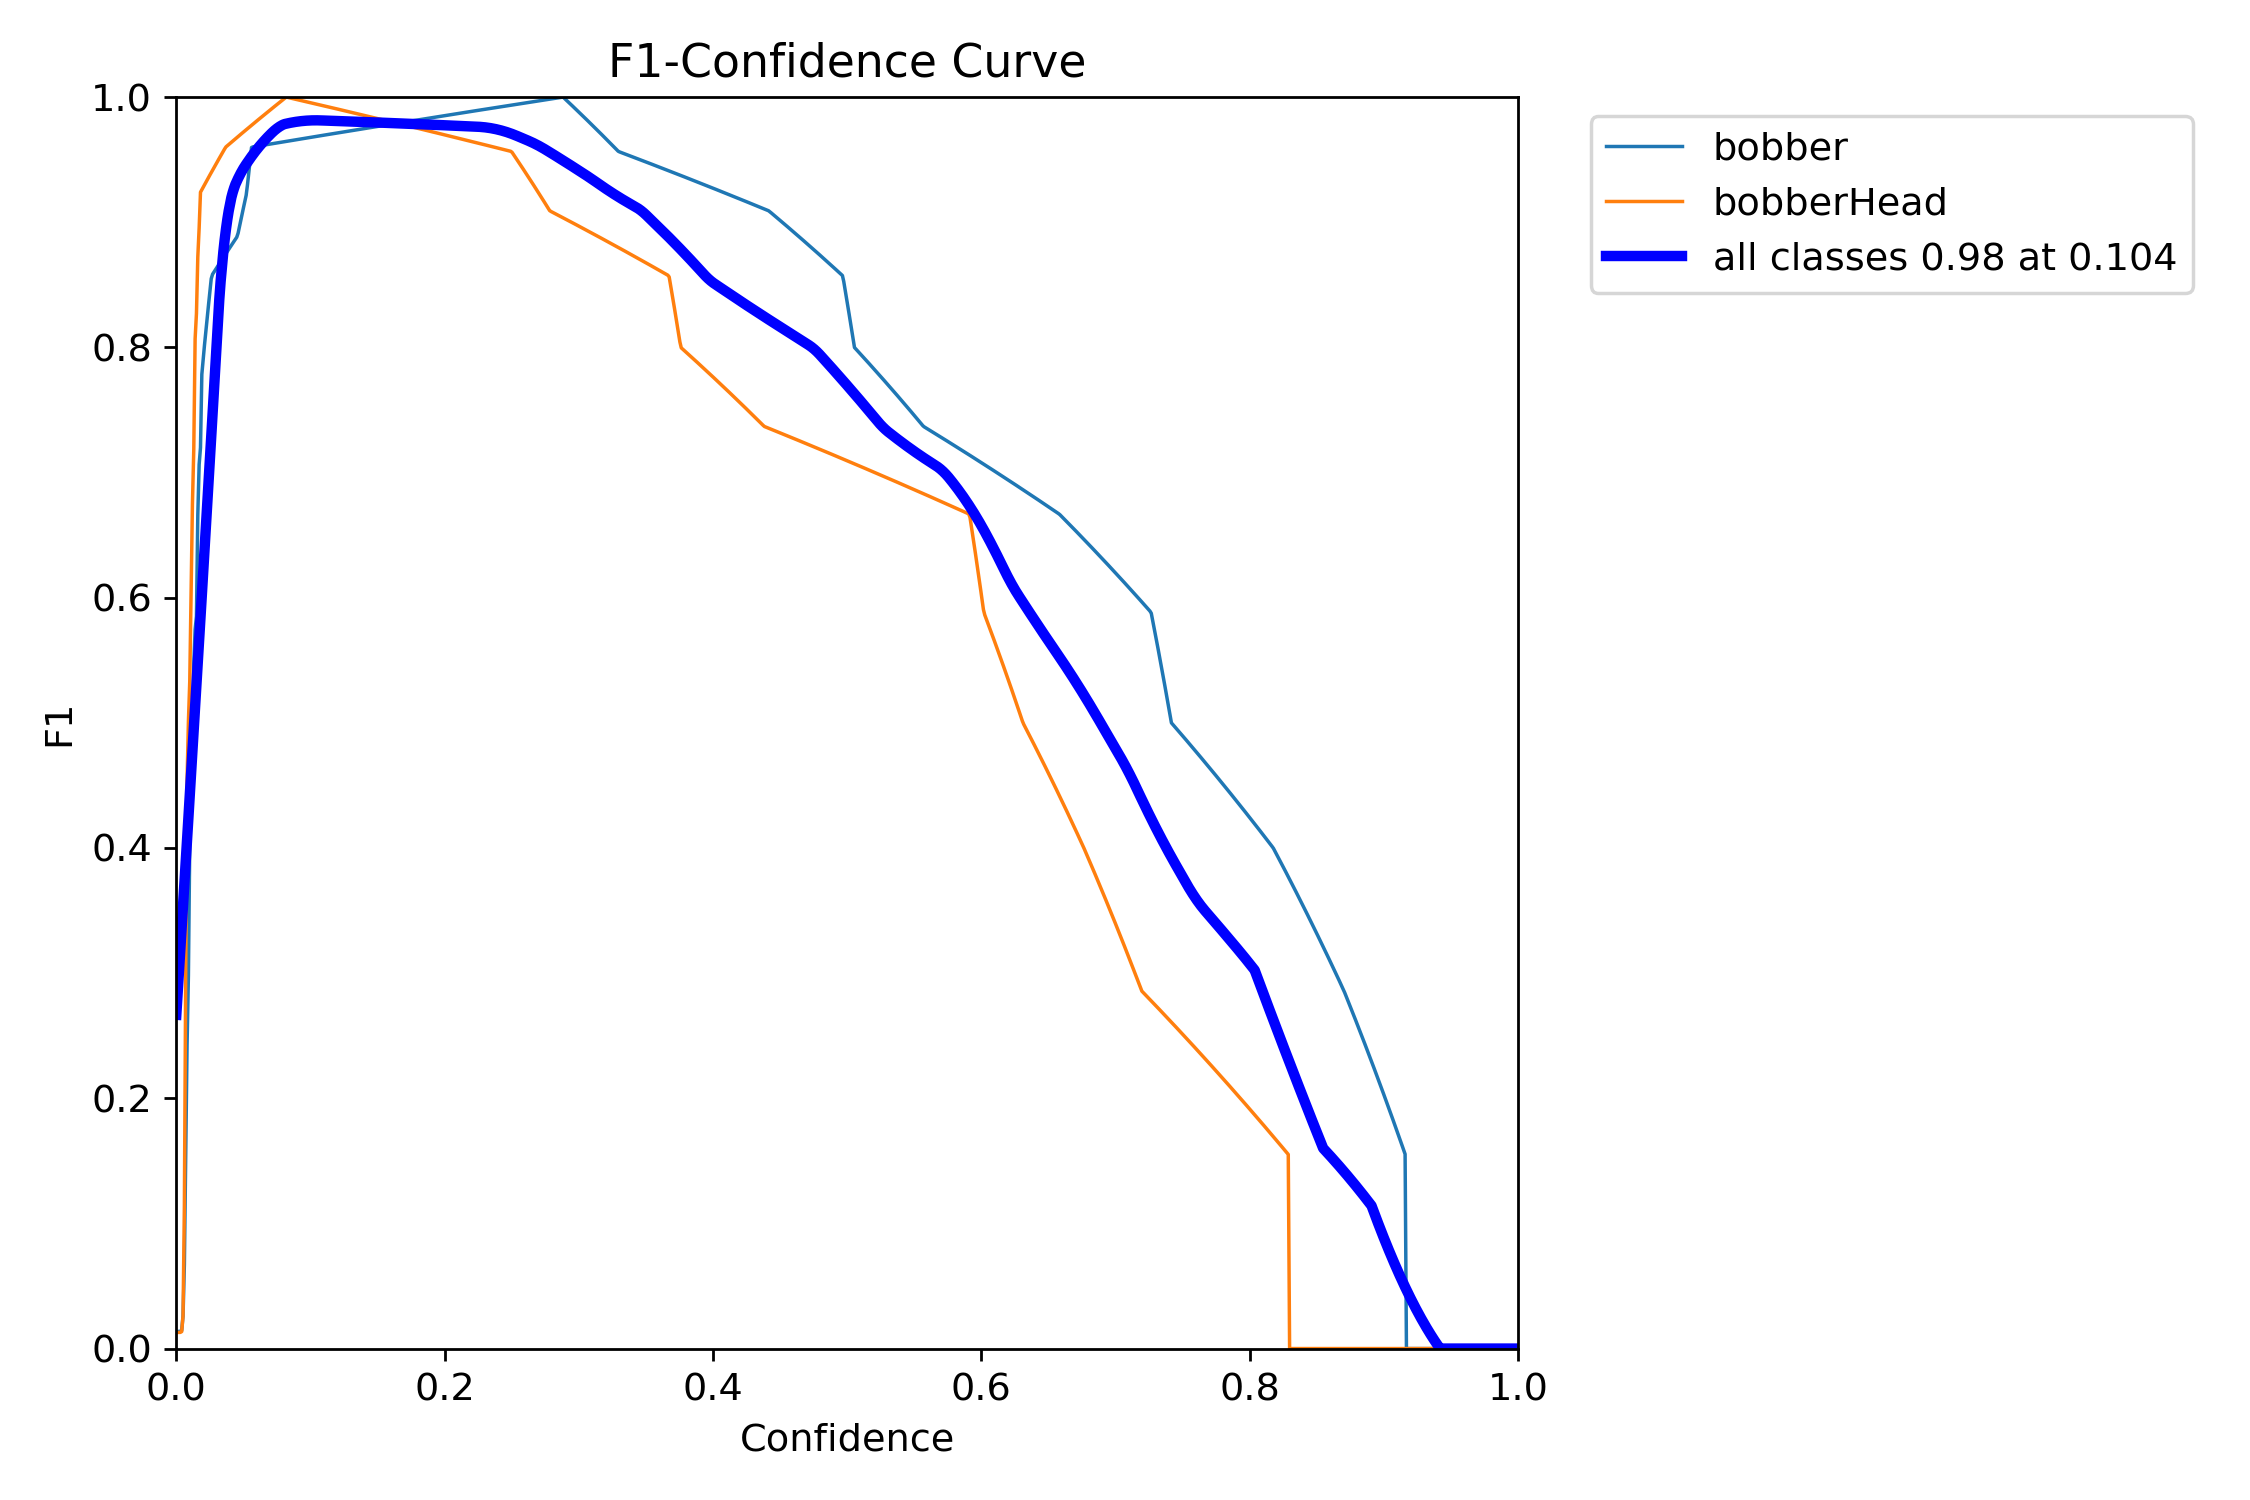 F1-Confidence Curve
1.0
0.8
0.6
0.4
0.2
0.0
F1
0.0 0.2 0.4 0.6 0.8 1.0
Confidence
bobber
bobberHead
all classes 0.98 at 0.104